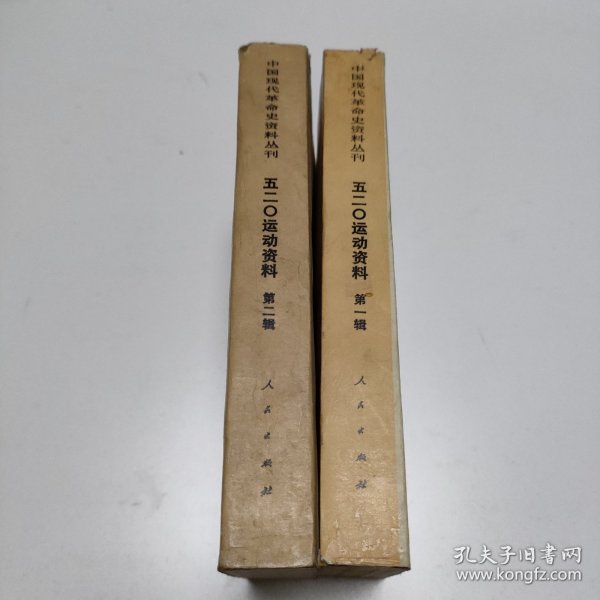 中国现代革命史资料丛刊
五二〇运动资料
第二辑
人民出版社
中国现代革命史资料丛刊
五二〇运动资料
第一辑
人民出版社
孔夫子旧书网
www.kongfz.com